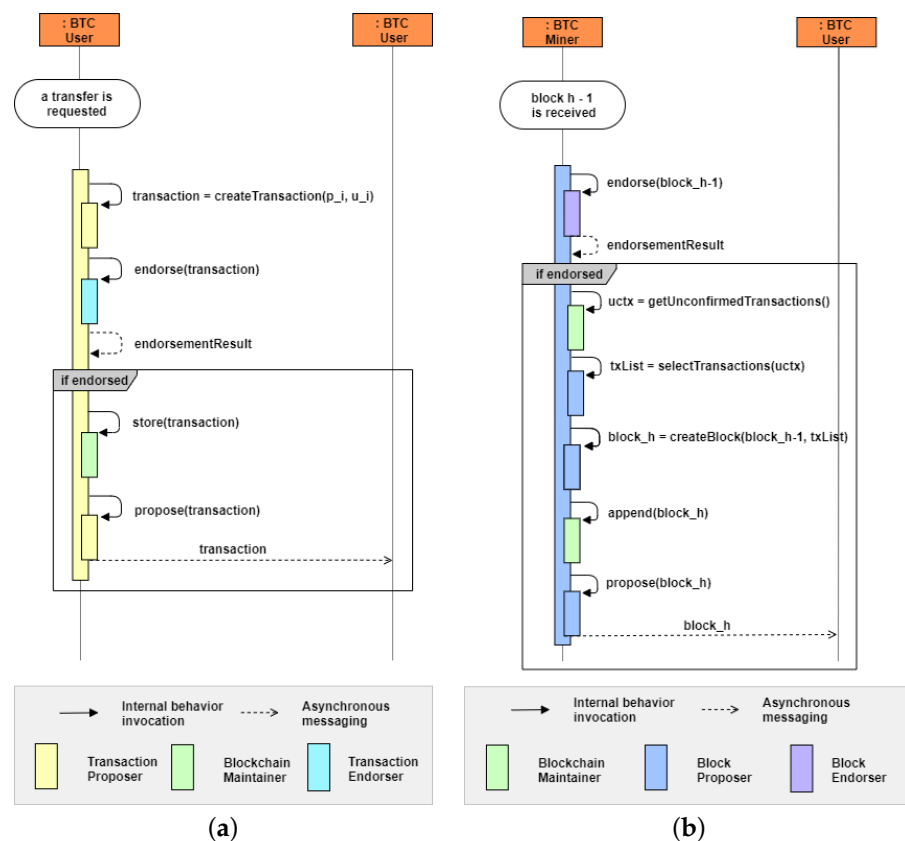 : BTC
User
: BTC
User
a transfer is
requested
transaction = createTransaction(p_i, u_i)
endorse(transaction)
endorsementResult
if endorsed
store(transaction)
propose(transaction)
transaction
Internal behavior
invocation
Asynchronous
messaging
Transaction
Proposer
Blockchain
Maintainer
Transaction
Endorser
(a)
: BTC
Miner
: BTC
User
block h - 1
is received
endorse(block_h-1)
endorsementResult
if endorsed
uctx = getUnconfirmedTransactions()
txList = selectTransactions(uctx)
block_h = createBlock(block_h-1, txList)
append(block_h)
propose(block_h)
block_h
Internal behavior
invocation
Asynchronous
messaging
Blockchain
Maintainer
Block
Proposer
Block
Endorser
(b)